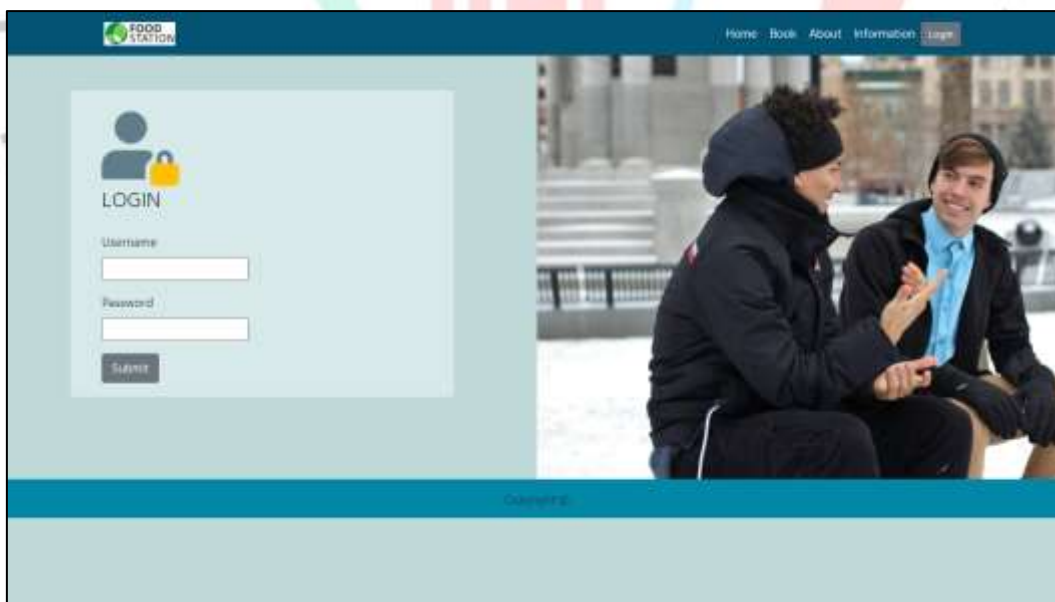 FOOD
STATION
Home Book About Information Login
LOGIN
Username
Password
Submit